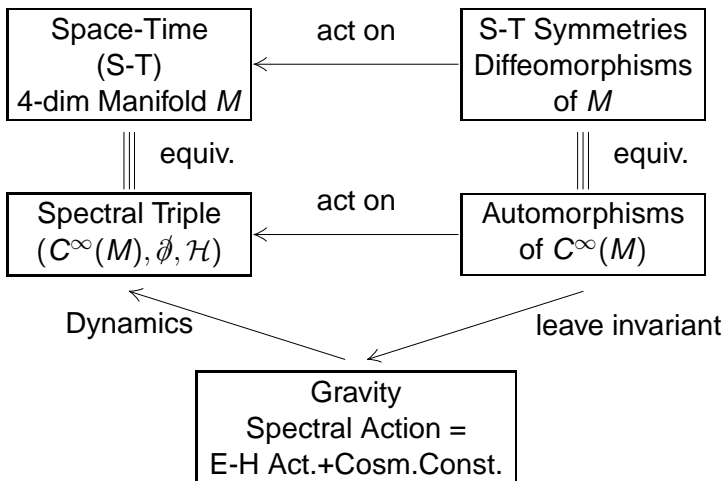 Space-Time
(S-T)
4-dim Manifold M
act on
S-T Symmetries
Diffeomorphisms
of M
equiv.
equiv.
Spectral Triple
(C^∞(M), ∂̸, ℋ)
act on
Automorphisms
of C^∞(M)
Dynamics
leave invariant
Gravity
Spectral Action =
E-H Act.+Cosm.Const.